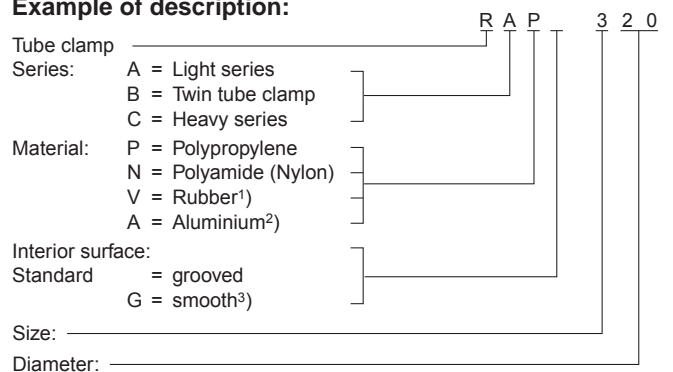 Example of description:
R A P _ 3 2 0
Tube clamp
Series: A = Light series
B = Twin tube clamp
C = Heavy series
Material: P = Polypropylene
N = Polyamide (Nylon)
V = Rubber¹)
A = Aluminium²)
Interior surface:
Standard = grooved
G = smooth³)
Size:
Diameter: